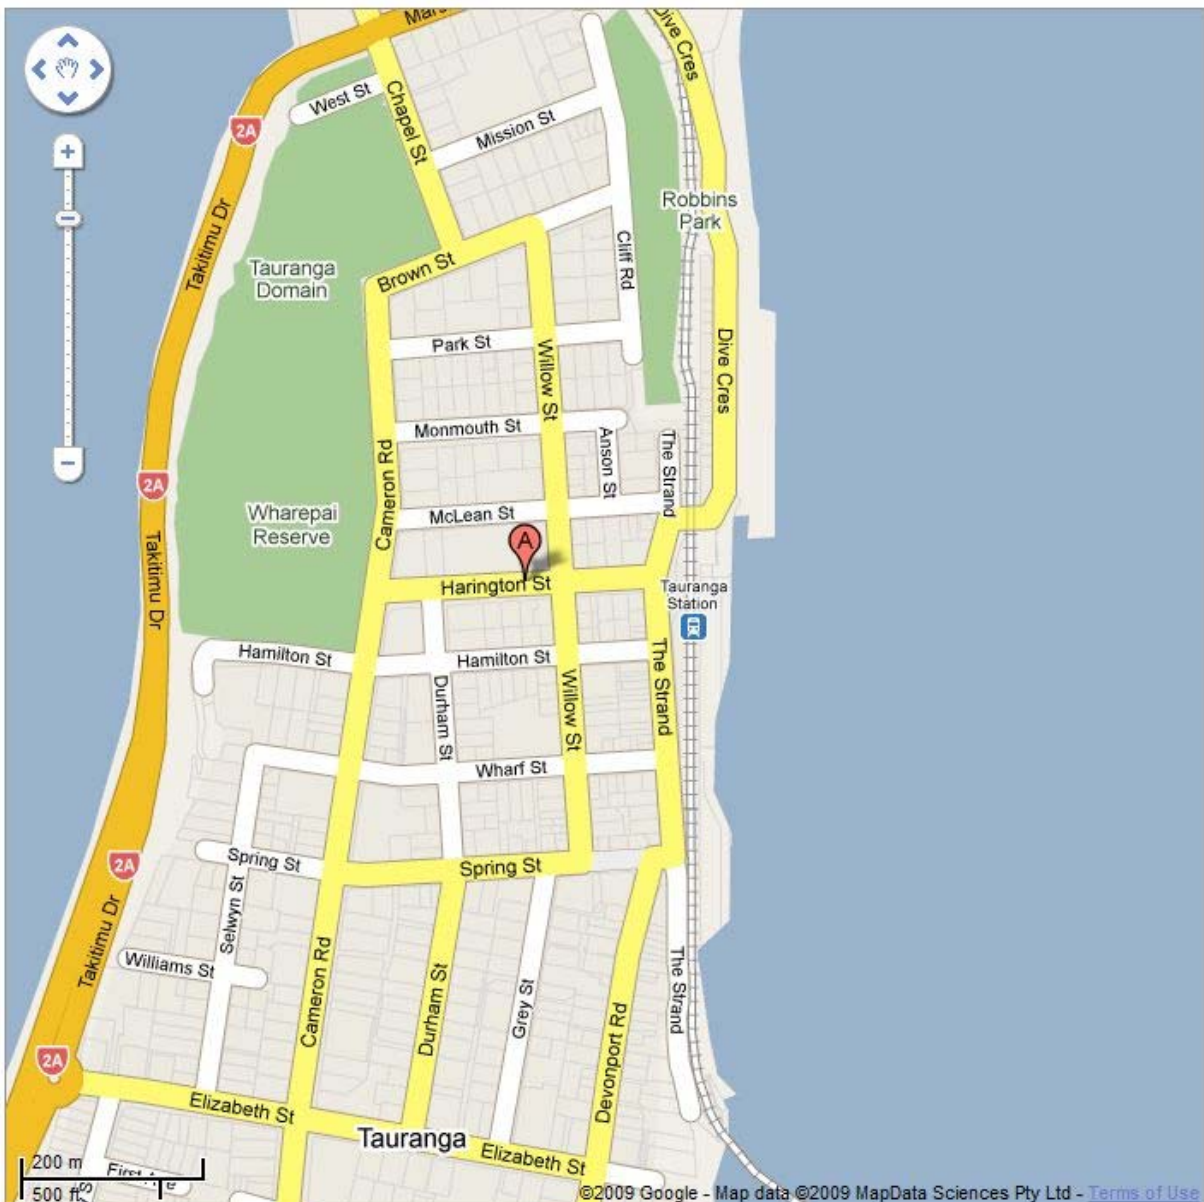 Dive Cres
2A
West St
Chapel St
Mission St
Takitimu Dr
Robbins
Park
Cliff Rd
Tauranga
Domain
Brown St
Park St
Willow St
Dive Cres
Monmouth St
Anson St
The Strand
Cameron Rd
2A
McLean St
Wharepai
Reserve
A
Takitimu Dr
Harington St
Tauranga
Station
Hamilton St
Hamilton St
The Strand
Durham St
Willow St
Wharf St
2A
Spring St
Spring St
Selwyn St
Takitimu Dr
Williams St
Cameron Rd
Durham St
Grey St
The Strand
Devonport Rd
2A
Elizabeth St
Tauranga
Elizabeth St
200 m
500 ft
©2009 Google - Map data ©2009 MapData Sciences Pty Ltd - Terms of Use